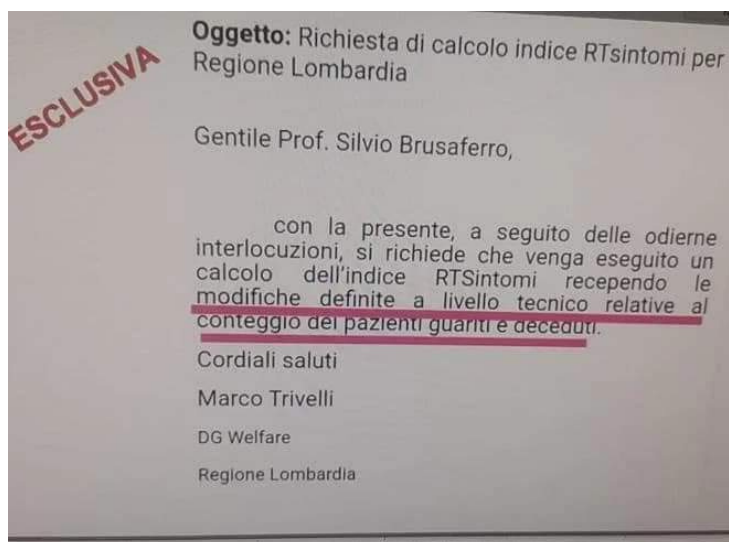 ESCLUSIVA
Oggetto: Richiesta di calcolo indice RTsintomi per
Regione Lombardia
Gentile Prof. Silvio Brusaferro,
con la presente, a seguito delle odierne
interlocuzioni, si richiede che venga eseguito un
calcolo dell'indice RTSintomi recependo le
modifiche definite a livello tecnico relative al
conteggio dei pazienti guariti e deceduti.
Cordiali saluti
Marco Trivelli
DG Welfare
Regione Lombardia